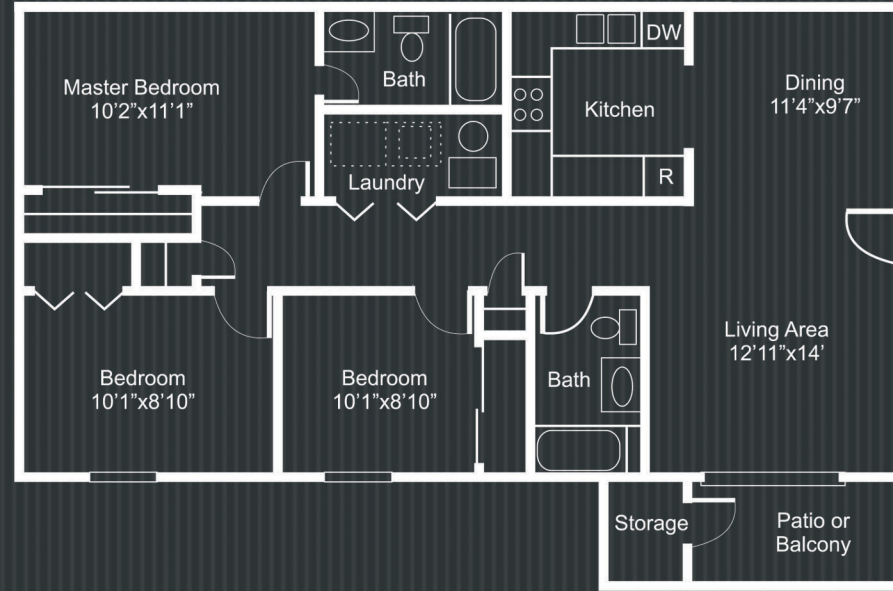 Master Bedroom
10’2”x11’1”
Bath
DW
Kitchen
Dining
11’4”x9’7”
Laundry
R
Bedroom
10’1”x8’10”
Bedroom
10’1”x8’10”
Bath
Living Area
12’11”x14’
Storage
Patio or
Balcony